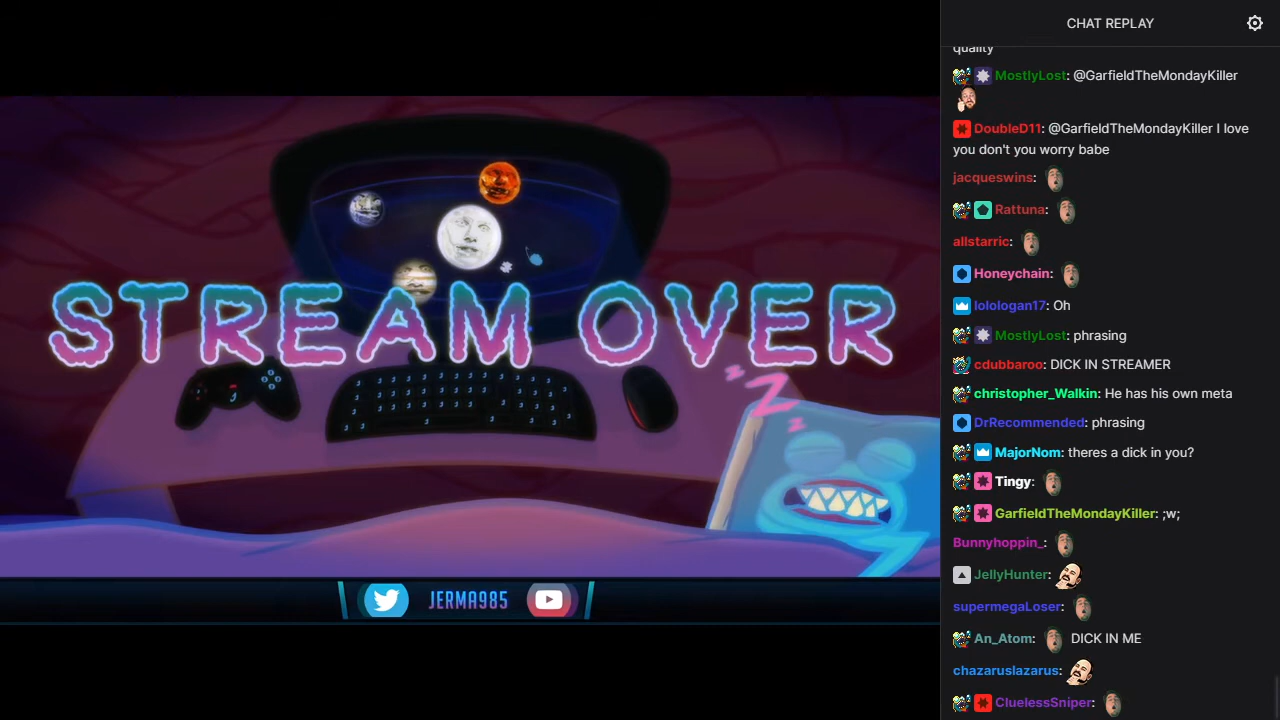 STREAM OVER
z
Z
z
JERMA985
CHAT REPLAY
quality
MostlyLost: @GarfieldTheMondayKiller
DoubleD11: @GarfieldTheMondayKiller I love
you don't you worry babe
jacqueswins:
Rattuna:
allstarric:
Honeychain:
lolologan17: Oh
MostlyLost: phrasing
cdubbaroo: DICK IN STREAMER
christopher_Walkin: He has his own meta
DrRecommended: phrasing
MajorNom: theres a dick in you?
Tingy:
GarfieldTheMondayKiller: ;w;
Bunnyhoppin_:
JellyHunter:
supermegaLoser:
An_Atom: DICK IN ME
chazaruslazarus:
CluelessSniper: